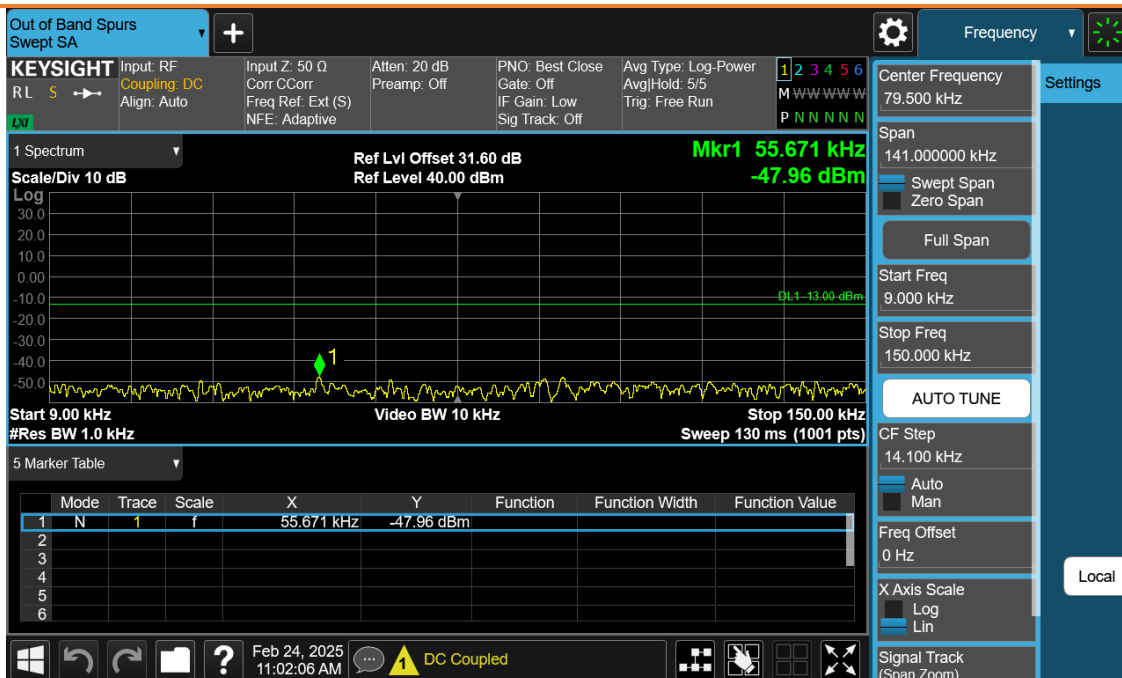 Out of Band Spurs
Swept SA
+
Frequency
KEYSIGHT
R L S
LXI
Input: RF
Coupling: DC
Align: Auto
Input Z: 50 Ω
Corr CCorr
Freq Ref: Ext (S)
NFE: Adaptive
Atten: 20 dB
Preamp: Off
PNO: Best Close
Gate: Off
IF Gain: Low
Sig Track: Off
Avg Type: Log-Power
Avg|Hold: 5/5
Trig: Free Run
1 2 3 4 5 6
M W W W W W
P N N N N N
1 Spectrum
Scale/Div 10 dB
Ref Lvl Offset 31.60 dB
Ref Level 40.00 dBm
Mkr1 55.671 kHz
-47.96 dBm
Log
30.0
20.0
10.0
0.00
-10.0
-20.0
-30.0
-40.0
-50.0
DL1 -13.00 dBm
1
Start 9.00 kHz
#Res BW 1.0 kHz
Video BW 10 kHz
Stop 150.00 kHz
Sweep 130 ms (1001 pts)
5 Marker Table
Mode Trace Scale X Y Function Function Width Function Value
1 N 1 f 55.671 kHz -47.96 dBm
2
3
4
5
6
Feb 24, 2025
11:02:06 AM
?
1
DC Coupled
Center Frequency
79.500 kHz
Span
141.000000 kHz
Swept Span
Zero Span
Full Span
Start Freq
9.000 kHz
Stop Freq
150.000 kHz
AUTO TUNE
CF Step
14.100 kHz
Auto
Man
Freq Offset
0 Hz
X Axis Scale
Log
Lin
Signal Track
(Span Zoom)
Settings
Local